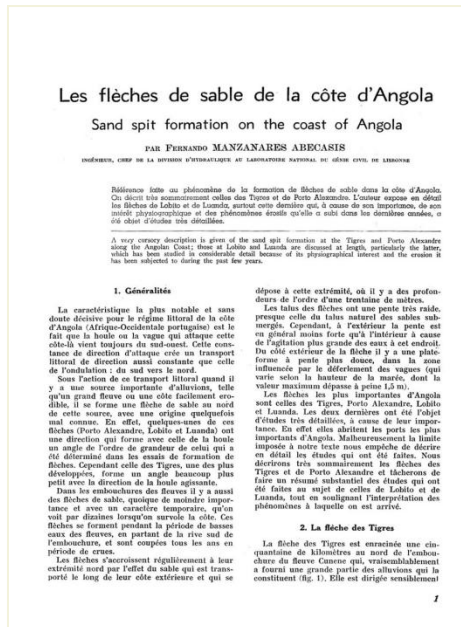 Les flèches de sable de la côte d'Angola
Sand spit formation on the coast of Angola
PAR FERNANDO MANZANARES ABECASIS
INGÉNIEUR, CHEF DE LA DIVISION D'HYDRAULIQUE AU LABORATOIRE NATIONAL DU GÉNIE CIVIL DE LISBONNE
Référence faite au phénomène de la formation de flèches de sable dans la côte d'Angola.
On décrit très sommairement celles des Tigres et de Porto Alexandre. L'auteur expose en détail
les flèches de Lobito et de Luanda, surtout cette dernière qui, à cause de son importance, de son
intérêt physiographique et des phénomènes érosifs qu'elle a subi dans les dernières années, a
été objet d'études très détaillées.
A very cursory description is given of the sand spit formation at the Tigres and Porto Alexandre
along the Angolan Coast; those at Lobito and Luanda are discussed at length, particularly the latter,
which has been studied in considerable detail because of its physiographical interest and the erosion it
has been subjected to during the past few years.
1. Généralités
La caractéristique la plus notable et sans
doute décisive pour le régime littoral de la côte
d'Angola (Afrique-Occidentale portugaise) est le
fait que la houle ou la vague qui attaque cette
côte-là vient toujours du sud-ouest. Cette cons-
tance de direction d'attaque crée un transport
littoral de direction aussi constante que celle
de l'ondulation : du sud vers le nord.
Sous l'action de ce transport littoral quand il
y a une source importante d'alluvions, telle
qu'un grand fleuve ou une côte facilement éro-
dible, il se forme une flèche de sable au nord
de cette source, avec une origine quelquefois
mal connue. En effet, quelques-unes de ces
flèches (Porto Alexandre, Lobito et Luanda) ont
une direction qui forme avec celle de la houle
un angle de l'ordre de grandeur de celui qui a
été déterminé dans les essais de formation de
flèches. Cependant celle des Tigres, une des plus
développées, forme un angle beaucoup plus
petit avec la direction de la houle agissante.
Dans les embouchures des fleuves il y a aussi
des flèches de sable, quoique de moindre impor-
tance et avec un caractère temporaire, qu'on
voit par dizaines lorsqu'on survole la côte. Ces
flèches se forment pendant la période de basses
eaux des fleuves, en partant de la rive sud de
l'embouchure, et sont coupées tous les ans en
période de crues.
Les flèches s'accroissent régulièrement à leur
extrémité nord par l'effet du sable qui est trans-
porté le long de leur côte extérieure et qui se
dépose à cette extrémité, où il y a des profon-
deurs de l'ordre d'une trentaine de mètres.
Les talus des flèches ont une pente très raide,
presque celle du talus naturel des sables sub-
mergés. Cependant, à l'extérieur la pente est
en général moins forte qu'à l'intérieur à cause
de l'agitation plus grande des eaux à cet endroit.
Du côté extérieur de la flèche il y a une plate-
forme à pente plus douce, dans la zone
influencée par le déferlement des vagues (qui
varie selon la hauteur de la marée, dont la
valeur maximum dépasse à peine 1,5 m).
Les flèches les plus importantes d'Angola
sont celles des Tigres, Porto Alexandre, Lobito
et Luanda. Les deux dernières ont été l'objet
d'études très détaillées, à cause de leur impor-
tance. En effet elles abritent les ports les plus
importants d'Angola. Malheureusement la limite
imposée à notre texte nous empêche de décrire
en détail les études qui ont été faites. Nous
décrirons très sommairement les flèches des
Tigres et de Porto Alexandre et tâcherons de
faire un résumé substantiel des études qui ont
été faites au sujet de celles de Lobito et de
Luanda, tout en soulignant l'interprétation des
phénomènes à laquelle on est arrivé.
2. La flèche des Tigres
La flèche des Tigres est enracinée une cin-
quantaine de kilomètres au nord de l'embou-
chure du fleuve Cunene qui, vraisemblablement
a fourni une grande partie des alluvions qui la
constituent (fig. 1). Elle est dirigée sensiblement
1